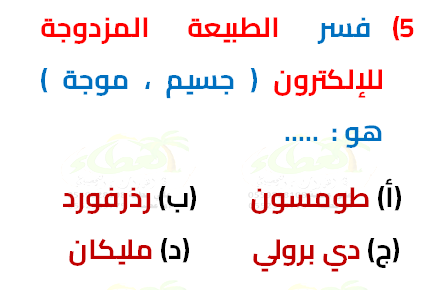 5) فسر الطبيعة المزدوجة
للإلكترون ( جسيم ، موجة )
هو : .....
(أ) طومسون (ب) رذرفورد
(ج) دي برولي (د) مليكان